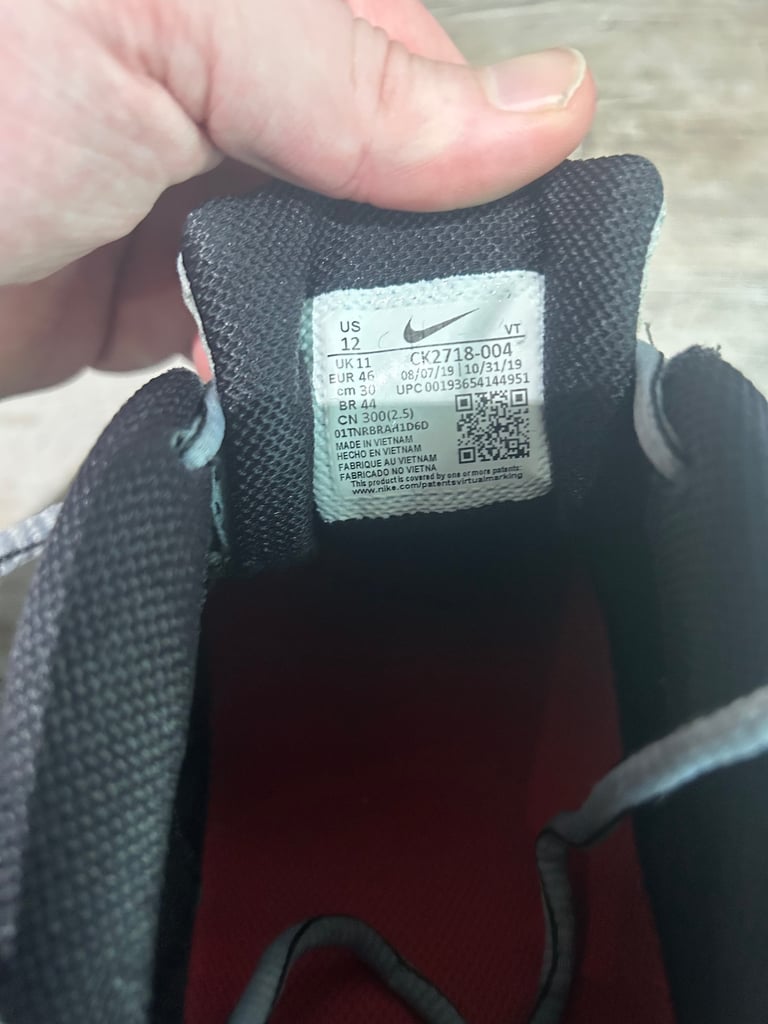 US
12
VT
UK 11
CK2718-004
EUR 46
08/07/19 | 10/31/19
cm 30
UPC 00193654144951
BR 44
CN 300(2.5)
01TNRBRAH1D6D
MADE IN VIETNAM
HECHO EN VIETNAM
FABRIQUE AU VIETNAM
FABRICADO NO VIETNA
This product is covered by one or more patents:
www.nike.com/patentsvirtualmarking